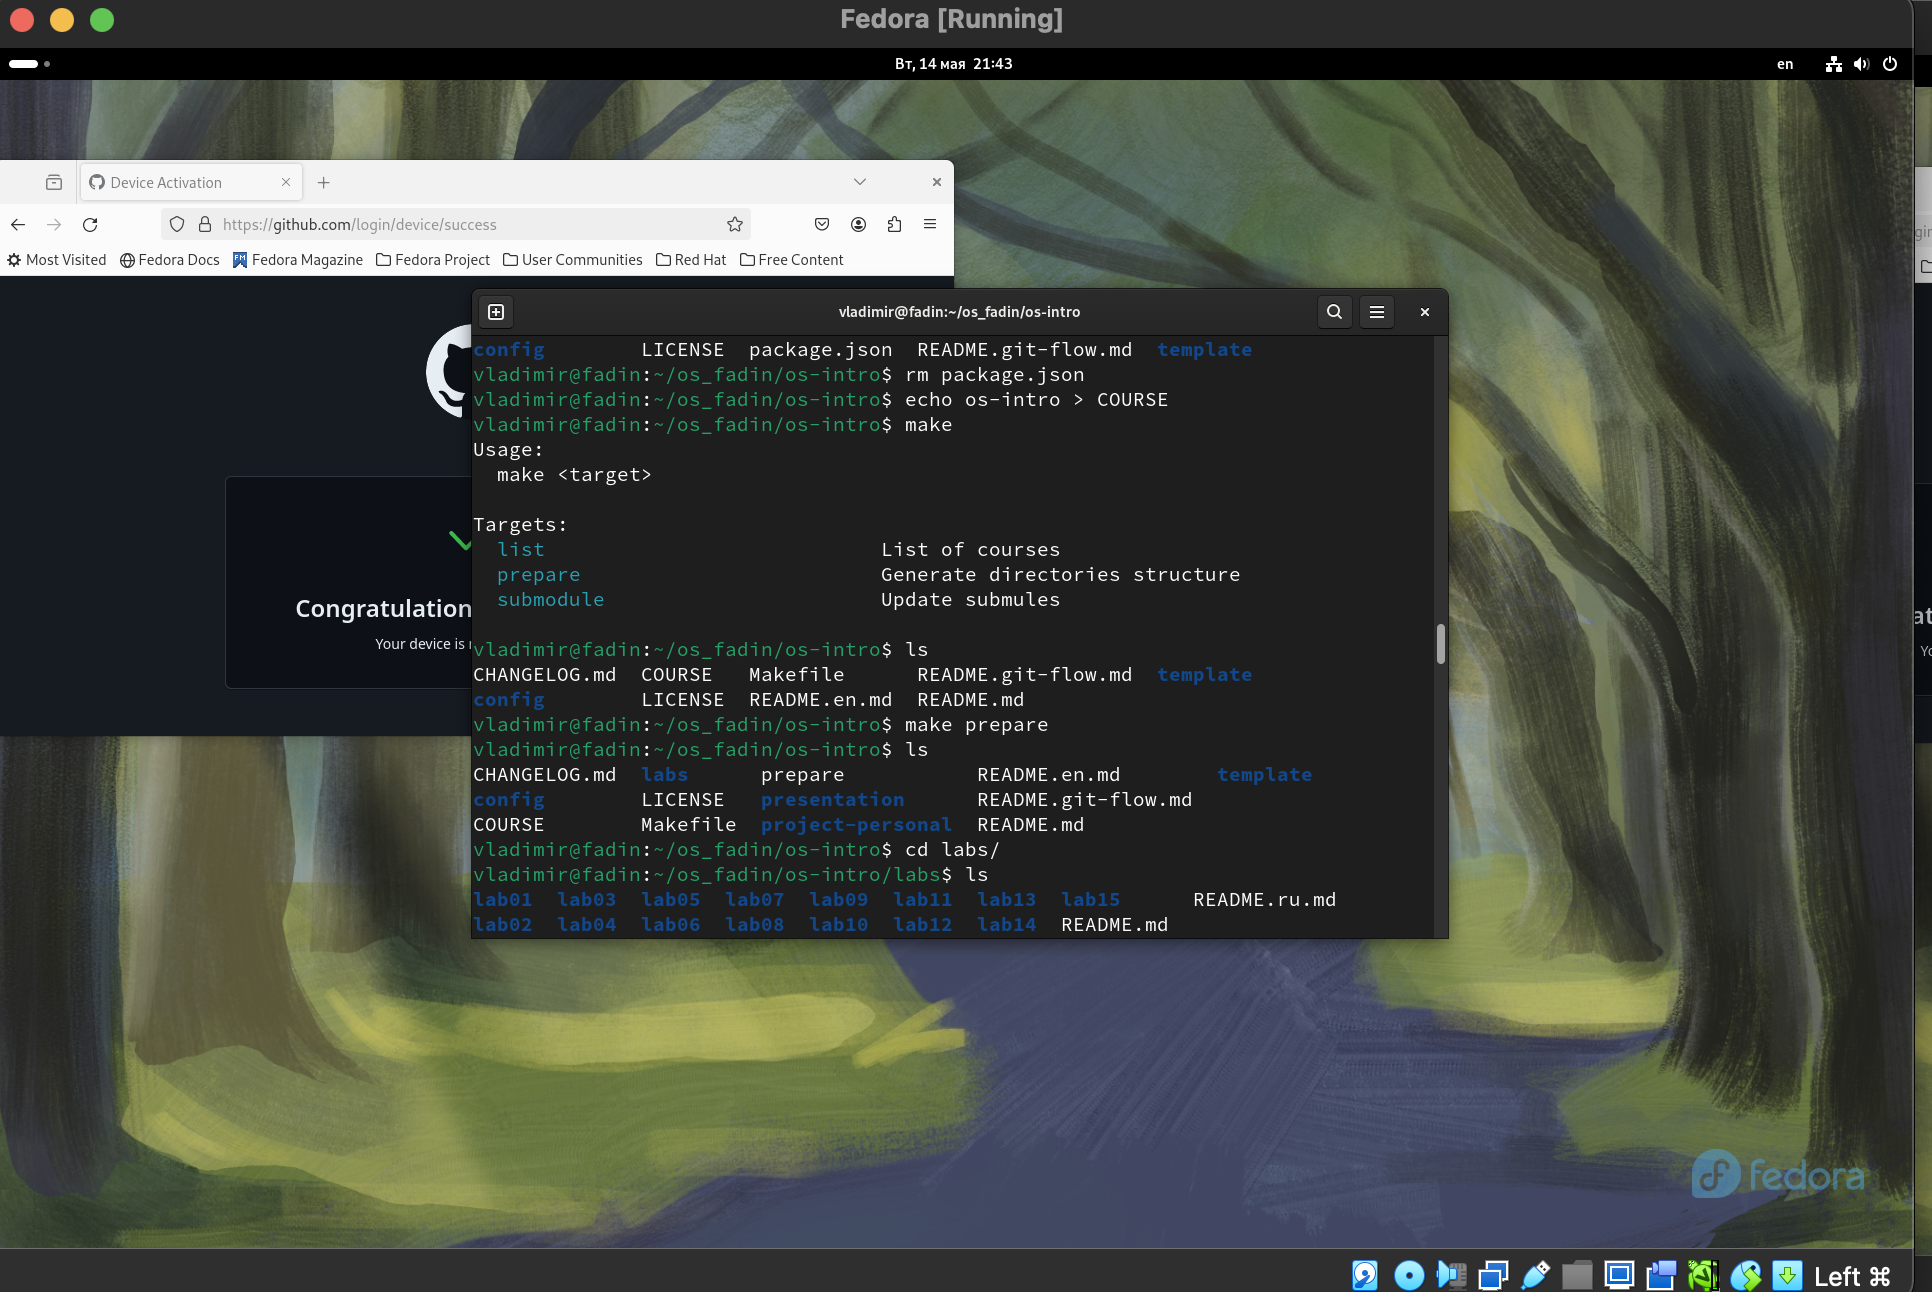 Fedora [Running]
Вт, 14 мая 21:43
en
Device Activation
https://github.com/login/device/success
Most Visited Fedora Docs Fedora Magazine Fedora Project User Communities Red Hat Free Content
Congratulation
Your device is
vladimir@fadin:~/os_fadin/os-intro
config LICENSE package.json README.git-flow.md template
vladimir@fadin:~/os_fadin/os-intro$ rm package.json
vladimir@fadin:~/os_fadin/os-intro$ echo os-intro > COURSE
vladimir@fadin:~/os_fadin/os-intro$ make
Usage:
make <target>
Targets:
list List of courses
prepare Generate directories structure
submodule Update submules
vladimir@fadin:~/os_fadin/os-intro$ ls
CHANGELOG.md COURSE Makefile README.git-flow.md template
config LICENSE README.en.md README.md
vladimir@fadin:~/os_fadin/os-intro$ make prepare
vladimir@fadin:~/os_fadin/os-intro$ ls
CHANGELOG.md labs prepare README.en.md template
config LICENSE presentation README.git-flow.md
COURSE Makefile project-personal README.md
vladimir@fadin:~/os_fadin/os-intro$ cd labs/
vladimir@fadin:~/os_fadin/os-intro/labs$ ls
lab01 lab03 lab05 lab07 lab09 lab11 lab13 lab15 README.ru.md
lab02 lab04 lab06 lab08 lab10 lab12 lab14 README.md
fedora
Left ⌘